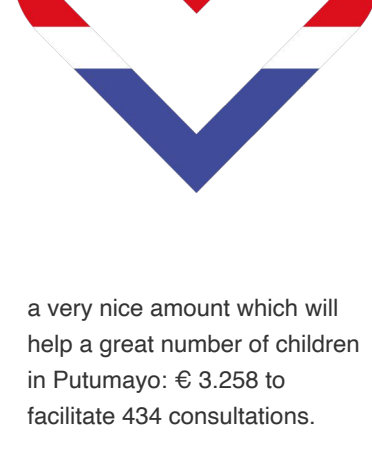 a very nice amount which will
help a great number of children
in Putumayo: € 3.258 to
facilitate 434 consultations.